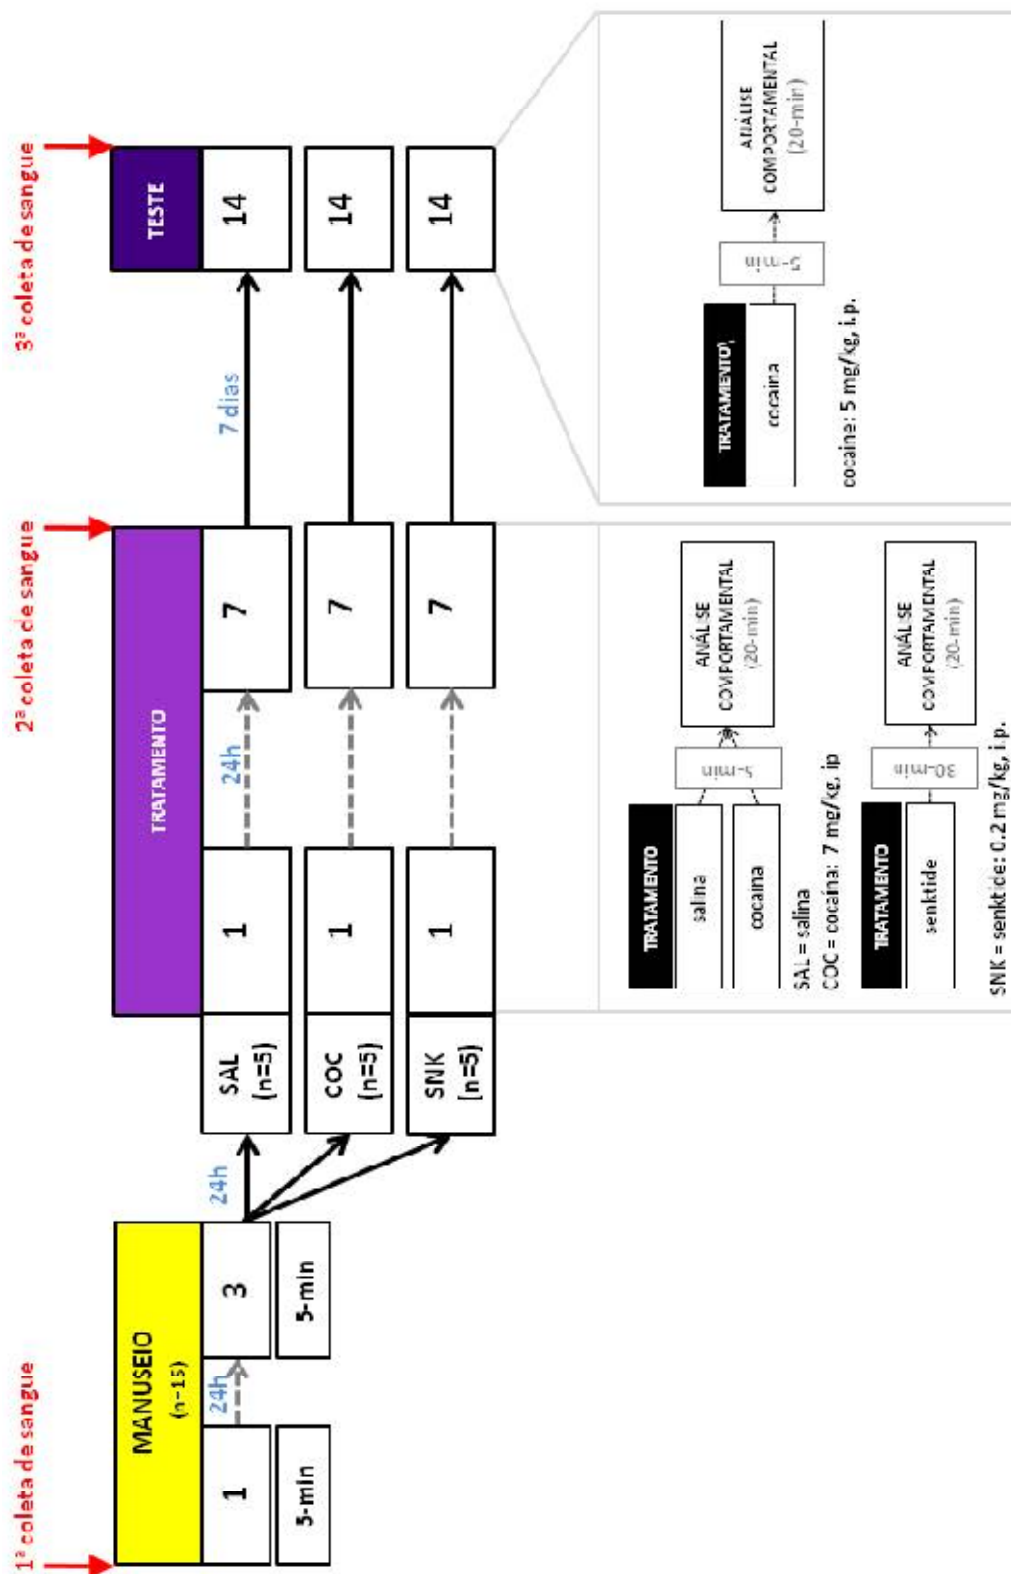 1ª coleta de sangue
2ª coleta de sangue
3ª coleta de sangue
MANUSEIO
(n=15)
1
24h
3
5-min
5-min
24h
TRATAMENTO
SAL
(n=5)
1
24h
7
7 dias
COC
(n=5)
1
7
SNK
(n=5)
1
7
TESTE
14
14
14
TRATAMENTO
salina
cocaína
5-min
ANÁLISE
COMPORTAMENTAL
(20-min)
SAL = salina
COC = cocaína: 7 mg/kg, ip
TRATAMENTO
senktide
30-min
ANÁLISE
COMPORTAMENTAL
(20-min)
SNK = senktide: 0.2 mg/kg, i.p.
TRATAMENTO
cocaína
5-min
ANÁLISE
COMPORTAMENTAL
(20-min)
cocaine: 5 mg/kg, i.p.